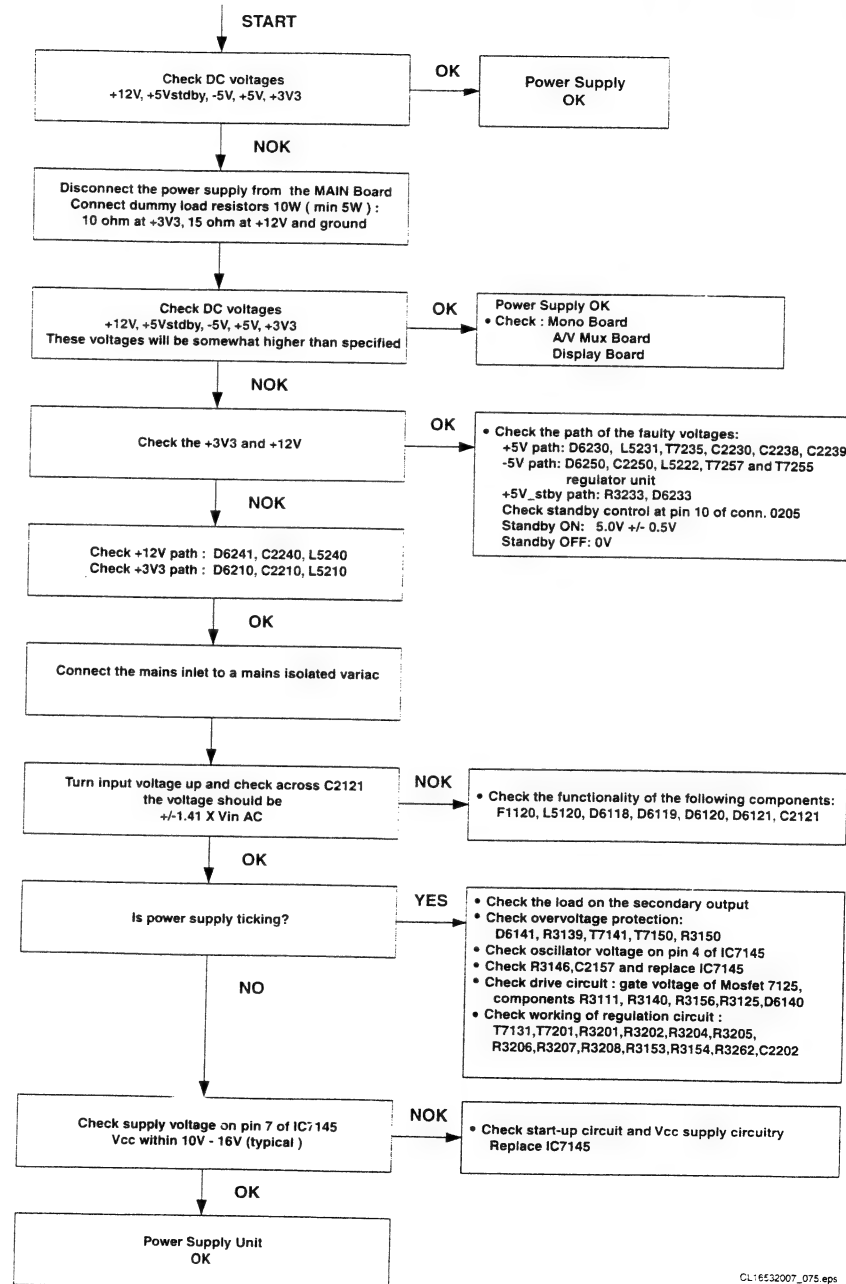 START
Check DC voltages
+12V, +5Vstdby, -5V, +5V, +3V3
OK
Power Supply
OK
NOK
Disconnect the power supply from the MAIN Board
Connect dummy load resistors 10W ( min 5W ) :
10 ohm at +3V3, 15 ohm at +12V and ground
Check DC voltages
+12V, +5Vstdby, -5V, +5V, +3V3
These voltages will be somewhat higher than specified
OK
Power Supply OK
• Check : Mono Board
A/V Mux Board
Display Board
NOK
Check the +3V3 and +12V
OK
• Check the path of the faulty voltages:
+5V path: D6230, L5231, T7235, C2230, C2238, C2239
-5V path: D6250, C2250, L5222, T7257 and T7255
regulator unit
+5V_stby path: R3233, D6233
Check standby control at pin 10 of conn. 0205
Standby ON: 5.0V +/- 0.5V
Standby OFF: 0V
NOK
Check +12V path : D6241, C2240, L5240
Check +3V3 path : D6210, C2210, L5210
OK
Connect the mains inlet to a mains isolated variac
Turn input voltage up and check across C2121
the voltage should be
+/-1.41 X Vin AC
NOK
• Check the functionality of the following components:
F1120, L5120, D6118, D6119, D6120, D6121, C2121
OK
Is power supply ticking?
YES
• Check the load on the secondary output
• Check overvoltage protection:
D6141, R3139, T7141, T7150, R3150
• Check oscillator voltage on pin 4 of IC7145
• Check R3146,C2157 and replace IC7145
• Check drive circuit : gate voltage of Mosfet 7125,
components R3111, R3140, R3156,R3125,D6140
• Check working of regulation circuit :
T7131,T7201,R3201,R3202,R3204,R3205,
R3206,R3207,R3208,R3153,R3154,R3262,C2202
NO
Check supply voltage on pin 7 of IC7145
Vcc within 10V - 16V (typical )
NOK
• Check start-up circuit and Vcc supply circuitry
Replace IC7145
OK
Power Supply Unit
OK
CL16532007_075.eps